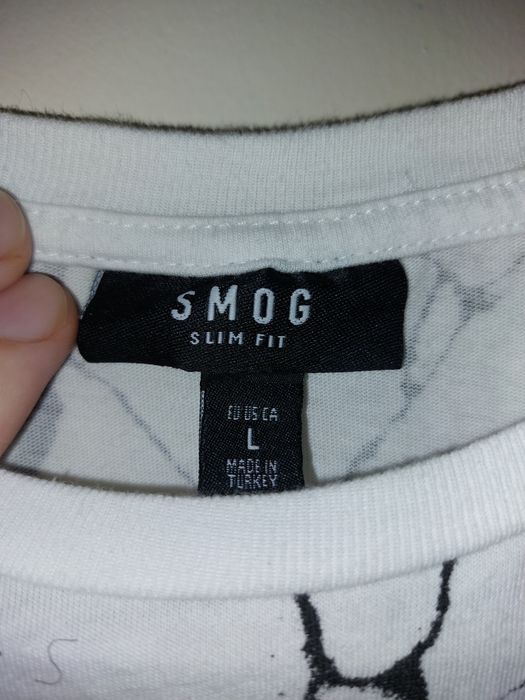 SMOG
SLIM FIT
EU US CA
L
MADE IN
TURKEY